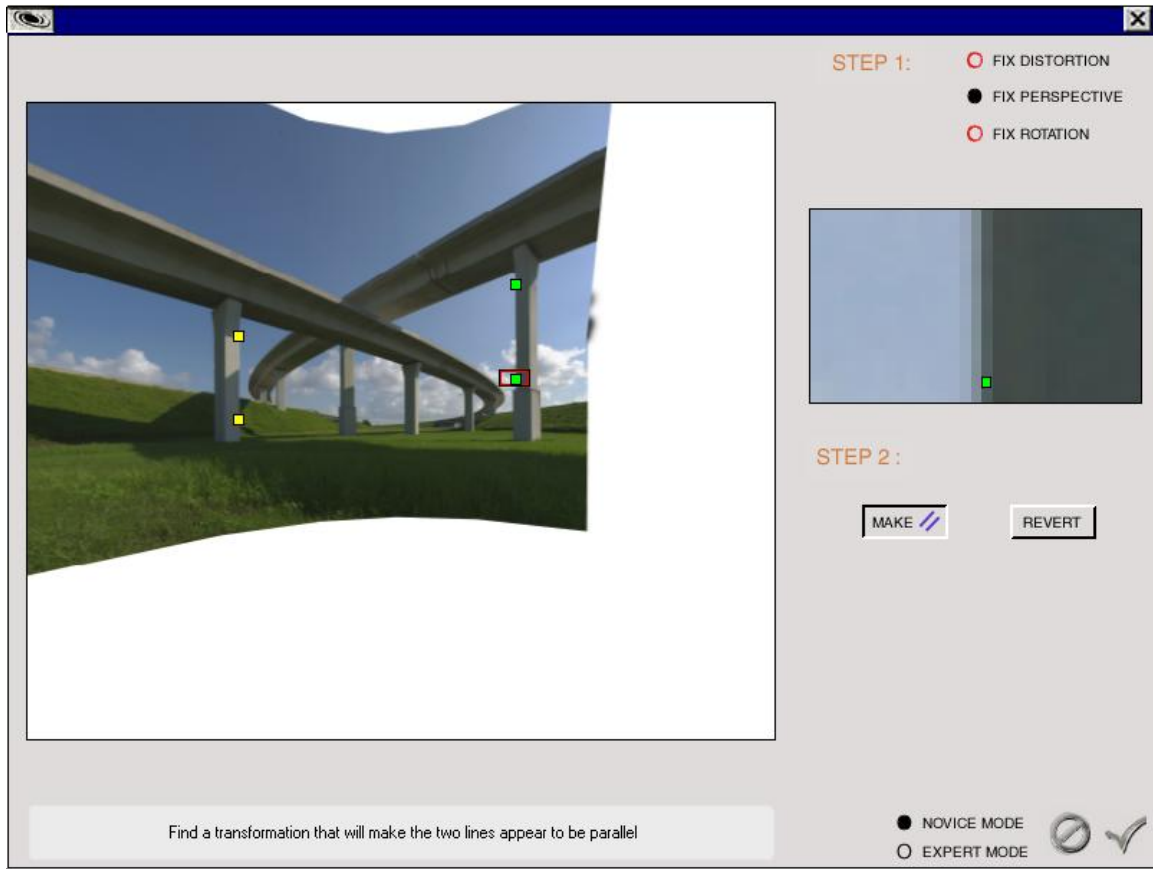 STEP 1:
FIX DISTORTION
FIX PERSPECTIVE
FIX ROTATION
STEP 2 :
MAKE
REVERT
Find a transformation that will make the two lines appear to be parallel
NOVICE MODE
EXPERT MODE